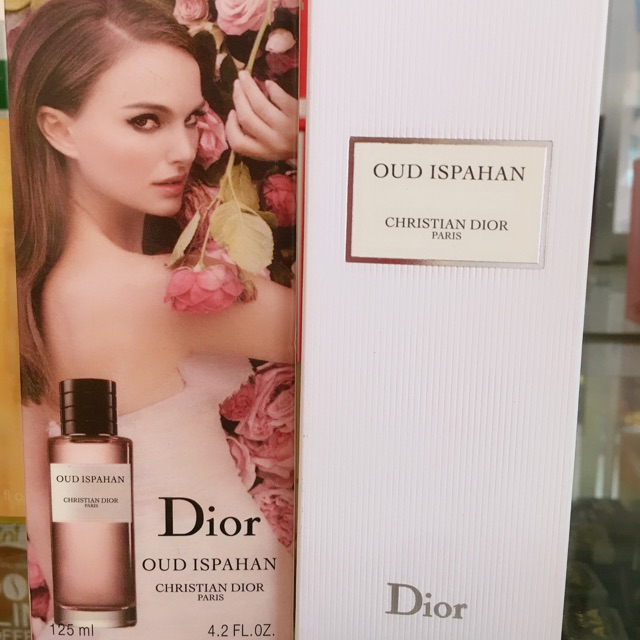 OUD ISPAHAN
CHRISTIAN DIOR
PARIS
Dior
OUD ISPAHAN
CHRISTIAN DIOR
PARIS
125 ml 4.2 FL.OZ.
OUD ISPAHAN
CHRISTIAN DIOR
PARIS
Dior